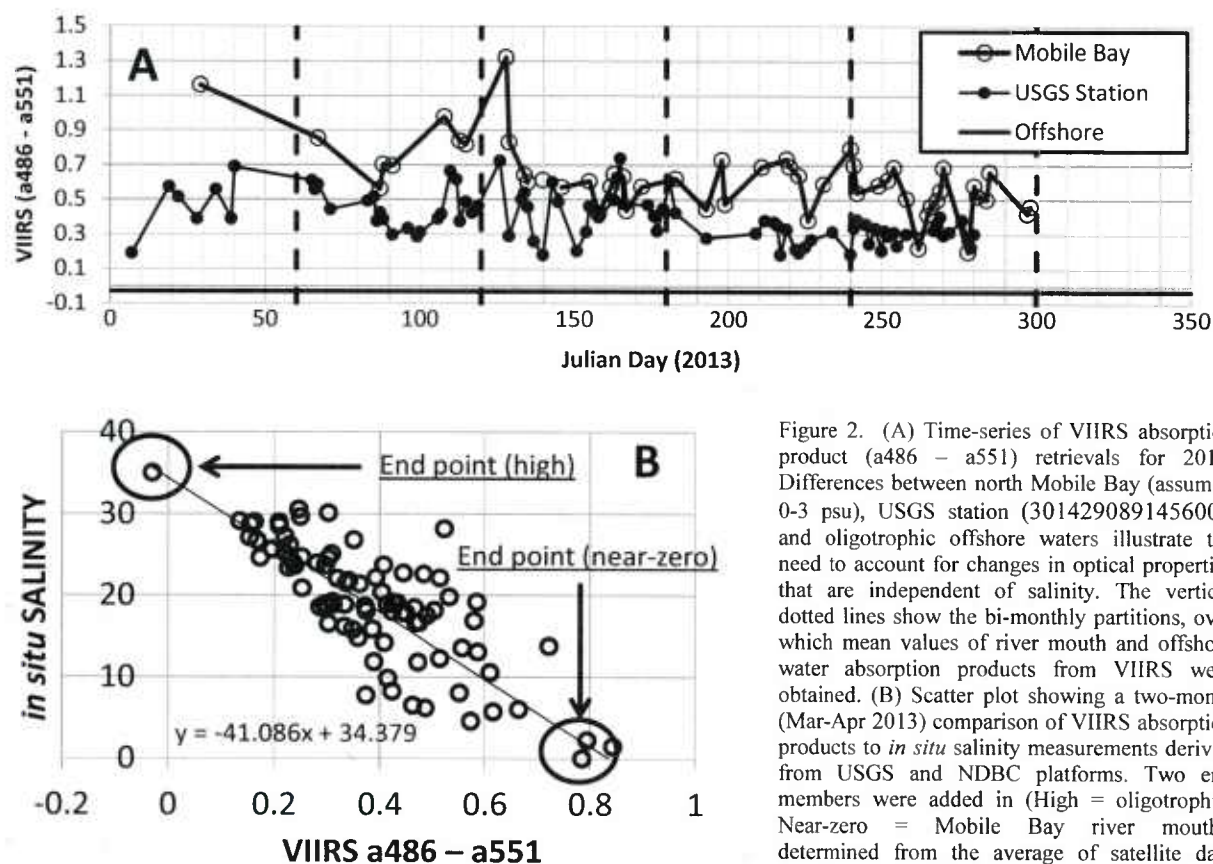 1.5
1.3
1.1
0.9
0.7
0.5
0.3
0.1
-0.1
VIIRS (a486 - a551)
A
Mobile Bay
USGS Station
Offshore
0 50 100 150 200 250 300 350
Julian Day (2013)
40
30
20
10
0
in situ SALINITY
End point (high)
B
End point (near-zero)
y = -41.086x + 34.379
-0.2 0 0.2 0.4 0.6 0.8 1
VIIRS a486 – a551
Figure 2. (A) Time-series of VIIRS absorptio
product (a486 – a551) retrievals for 201
Differences between north Mobile Bay (assum
0-3 psu), USGS station (301429089145600
and oligotrophic offshore waters illustrate t
need to account for changes in optical properti
that are independent of salinity. The vertic
dotted lines show the bi-monthly partitions, ov
which mean values of river mouth and offsho
water absorption products from VIIRS we
obtained. (B) Scatter plot showing a two-mon
(Mar-Apr 2013) comparison of VIIRS absorptio
products to in situ salinity measurements deriv
from USGS and NDBC platforms. Two en
members were added in (High = oligotroph
Near-zero = Mobile Bay river mouth
determined from the average of satellite da